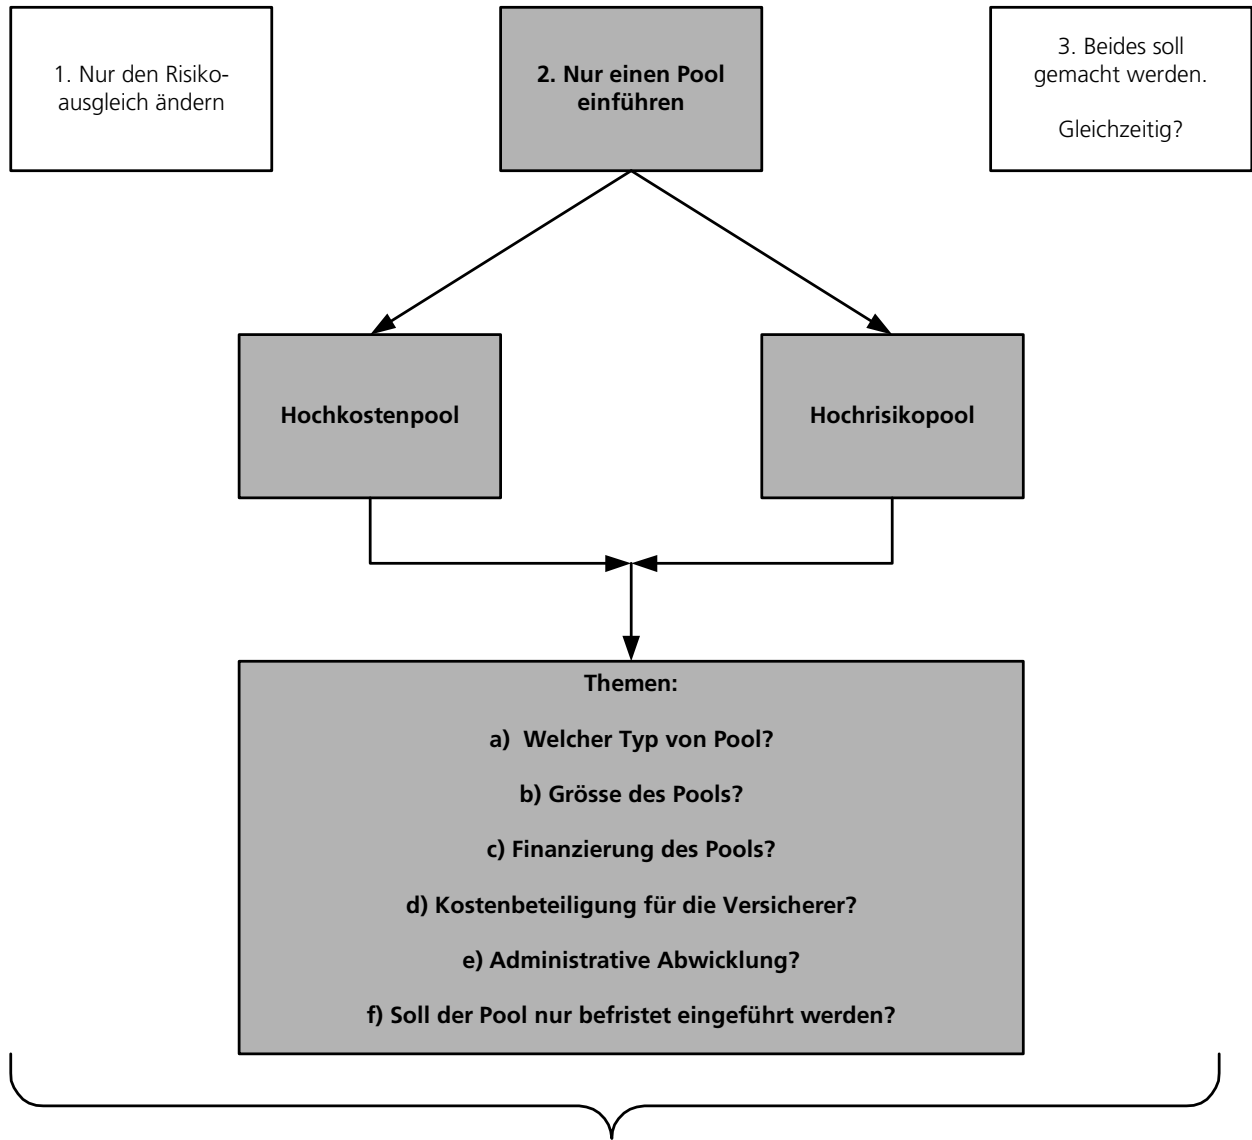 1. Nur den Risiko-
ausgleich ändern
2. Nur einen Pool
einführen
3. Beides soll
gemacht werden.
Gleichzeitig?
Hochkostenpool
Hochrisikopool
Themen:
a) Welcher Typ von Pool?
b) Grösse des Pools?
c) Finanzierung des Pools?
d) Kostenbeteiligung für die Versicherer?
e) Administrative Abwicklung?
f) Soll der Pool nur befristet eingeführt werden?